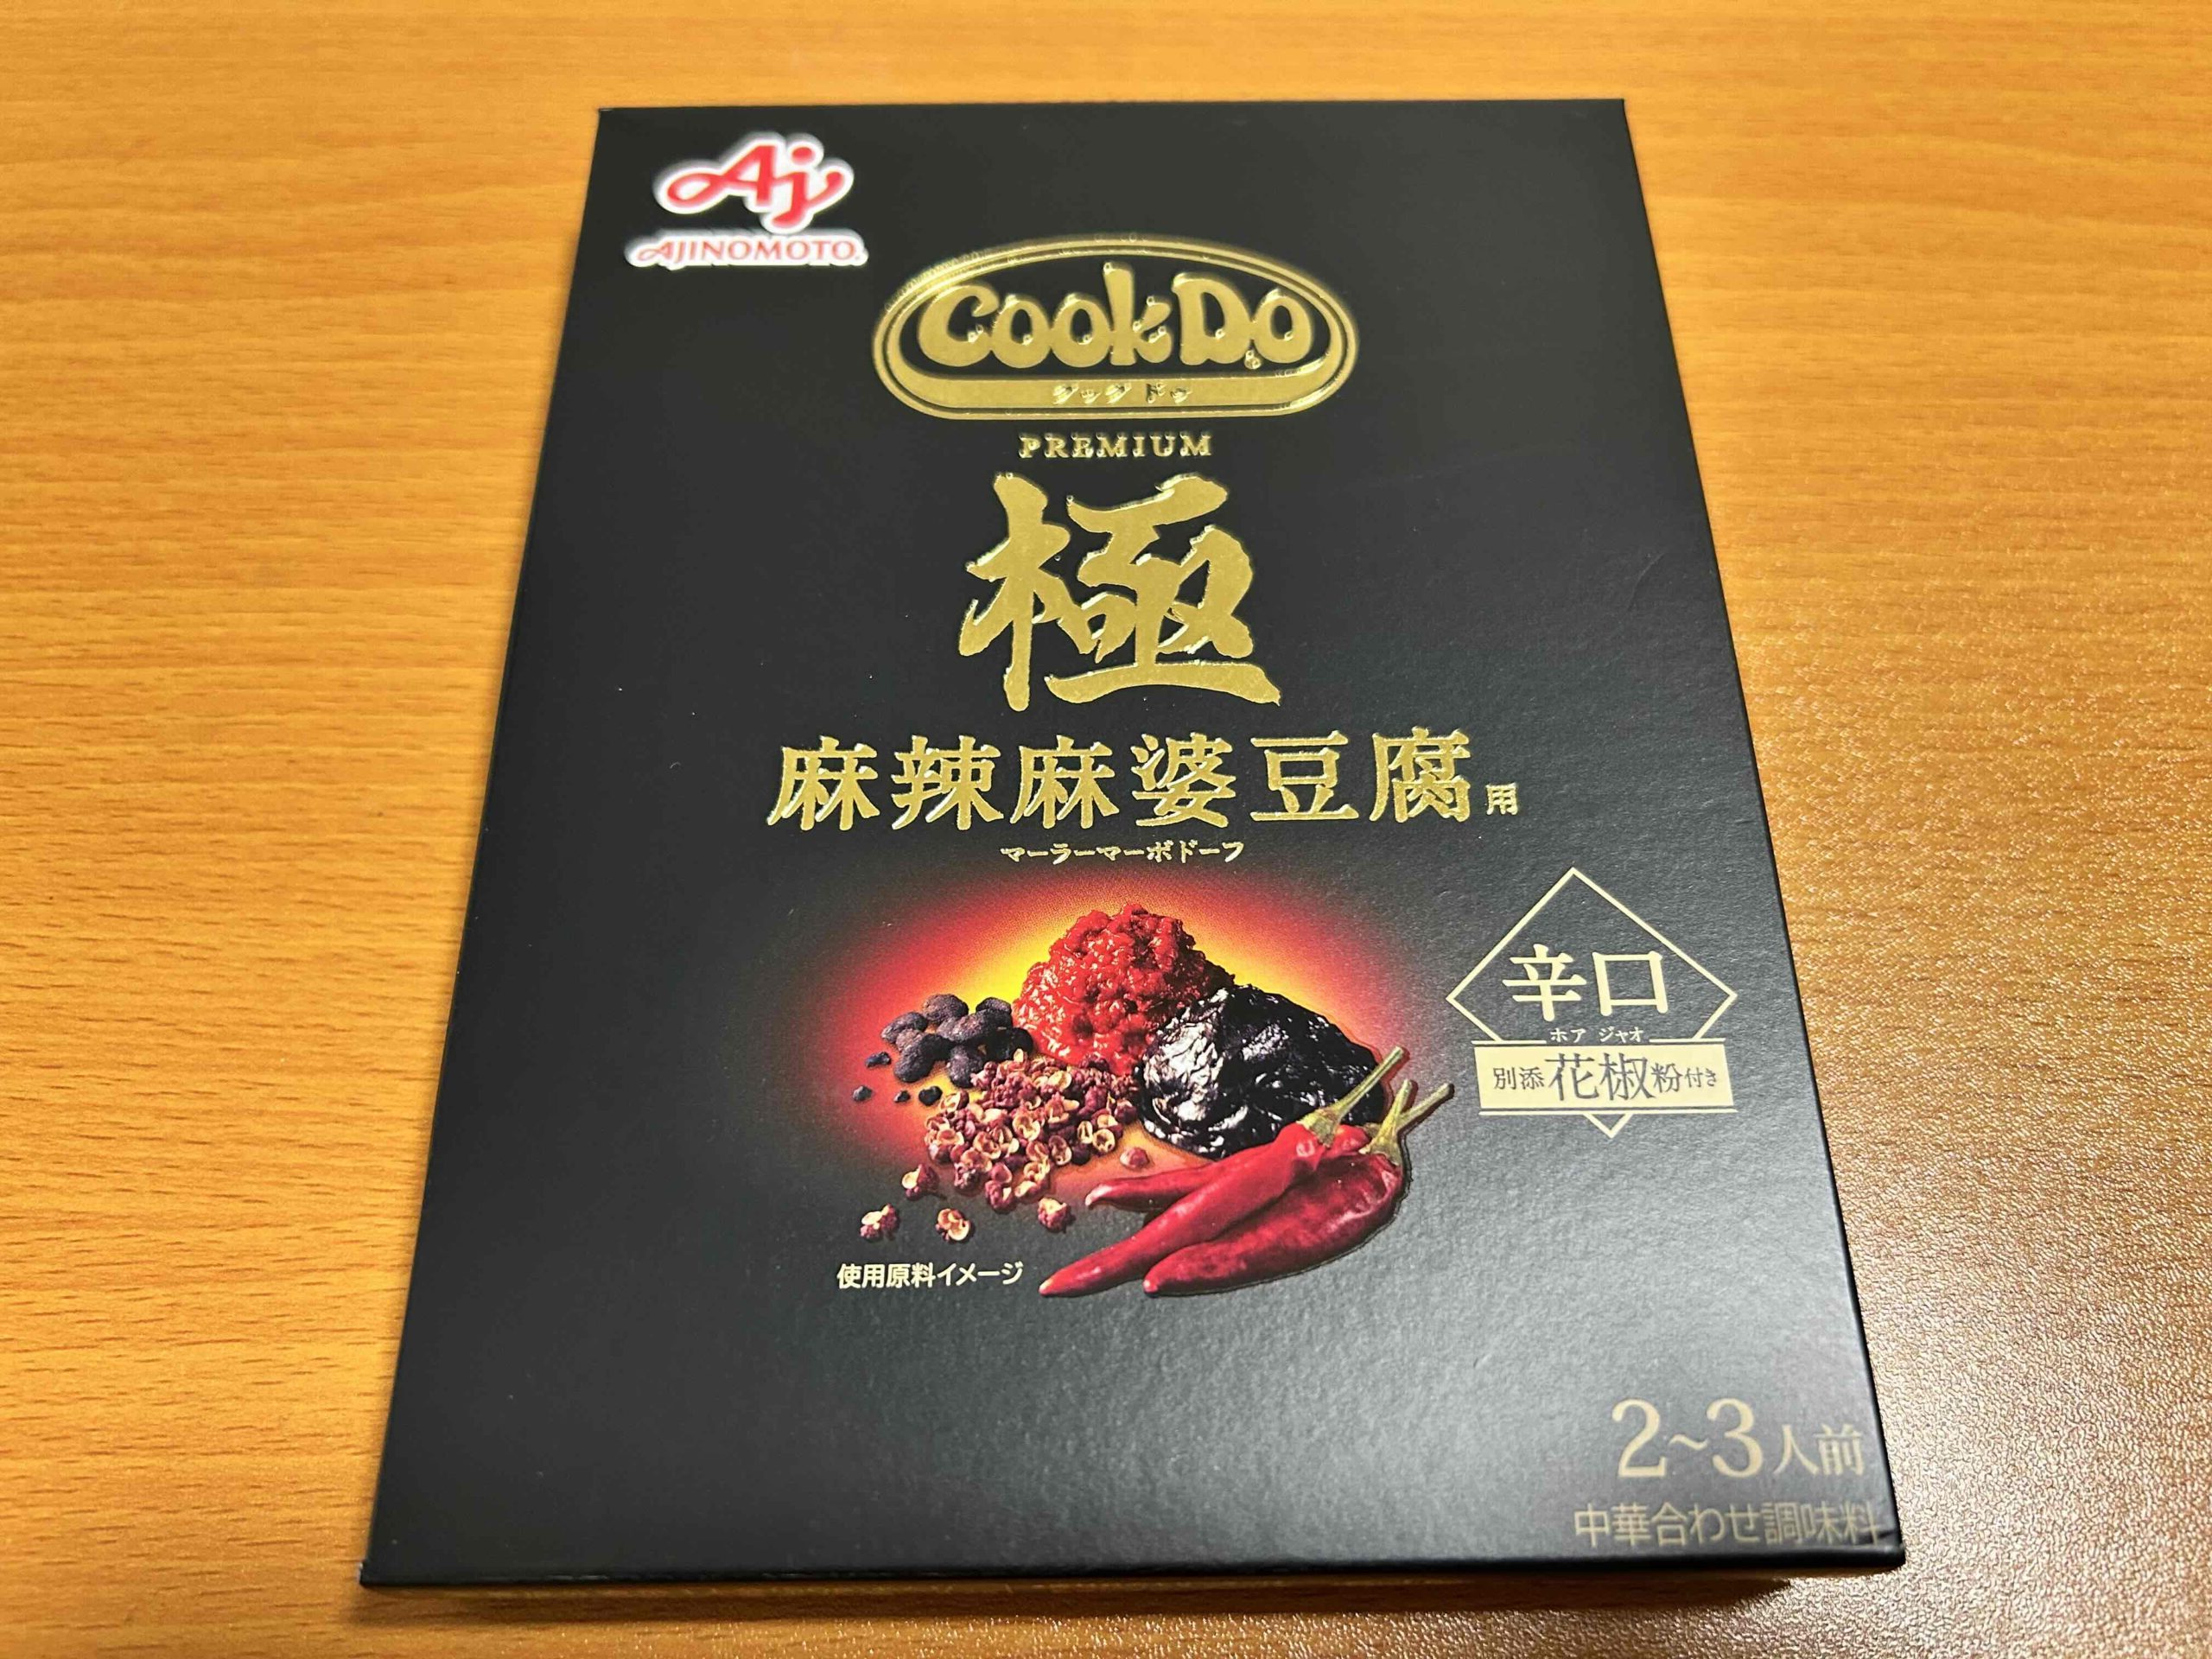 Aj
AJINOMOTO®
Cook Do
クック ドゥ
PREMIUM
極
麻辣麻婆豆腐用
マーラーマーボドーフ
辛口
ホア ジャオ
別添花椒粉付き
使用原料イメージ
2~3人前
中華合わせ調味料